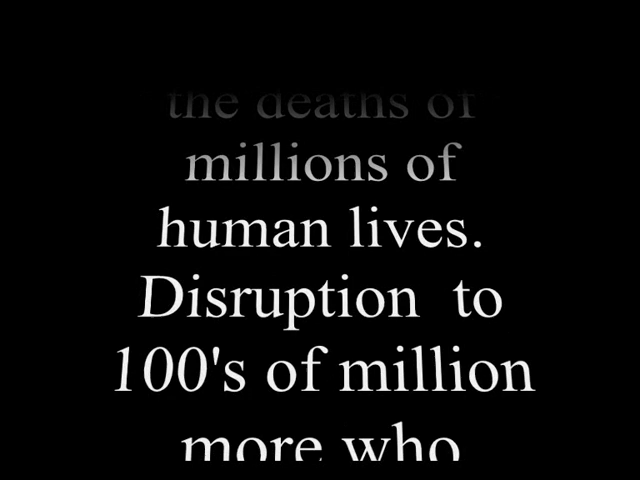 the deaths of
millions of
human lives.
Disruption to
100's of million
more who